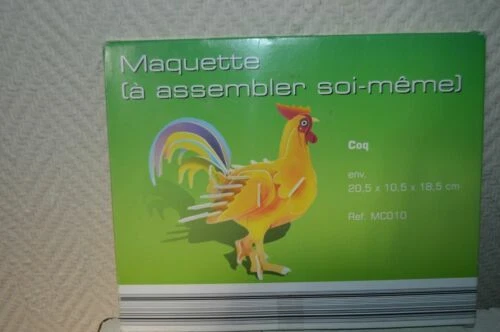 Maquette
(à assembler soi-même)
Coq
env.
20,5 x 10,5 x 18,5 cm
Ref. MC010